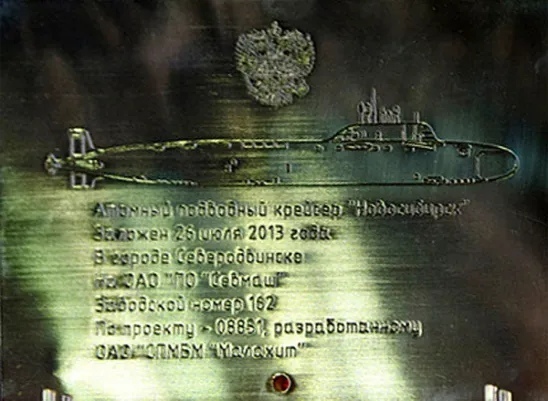 Атомный подводный крейсер "Новосибирск"
Заложен 26 июля 2013 года
В городе Северодвинске
на ОАО "ПО "Севмаш"
Заводской номер 162
По проекту - 08851, разработанному
ОАО "СПМБМ "Малахит"